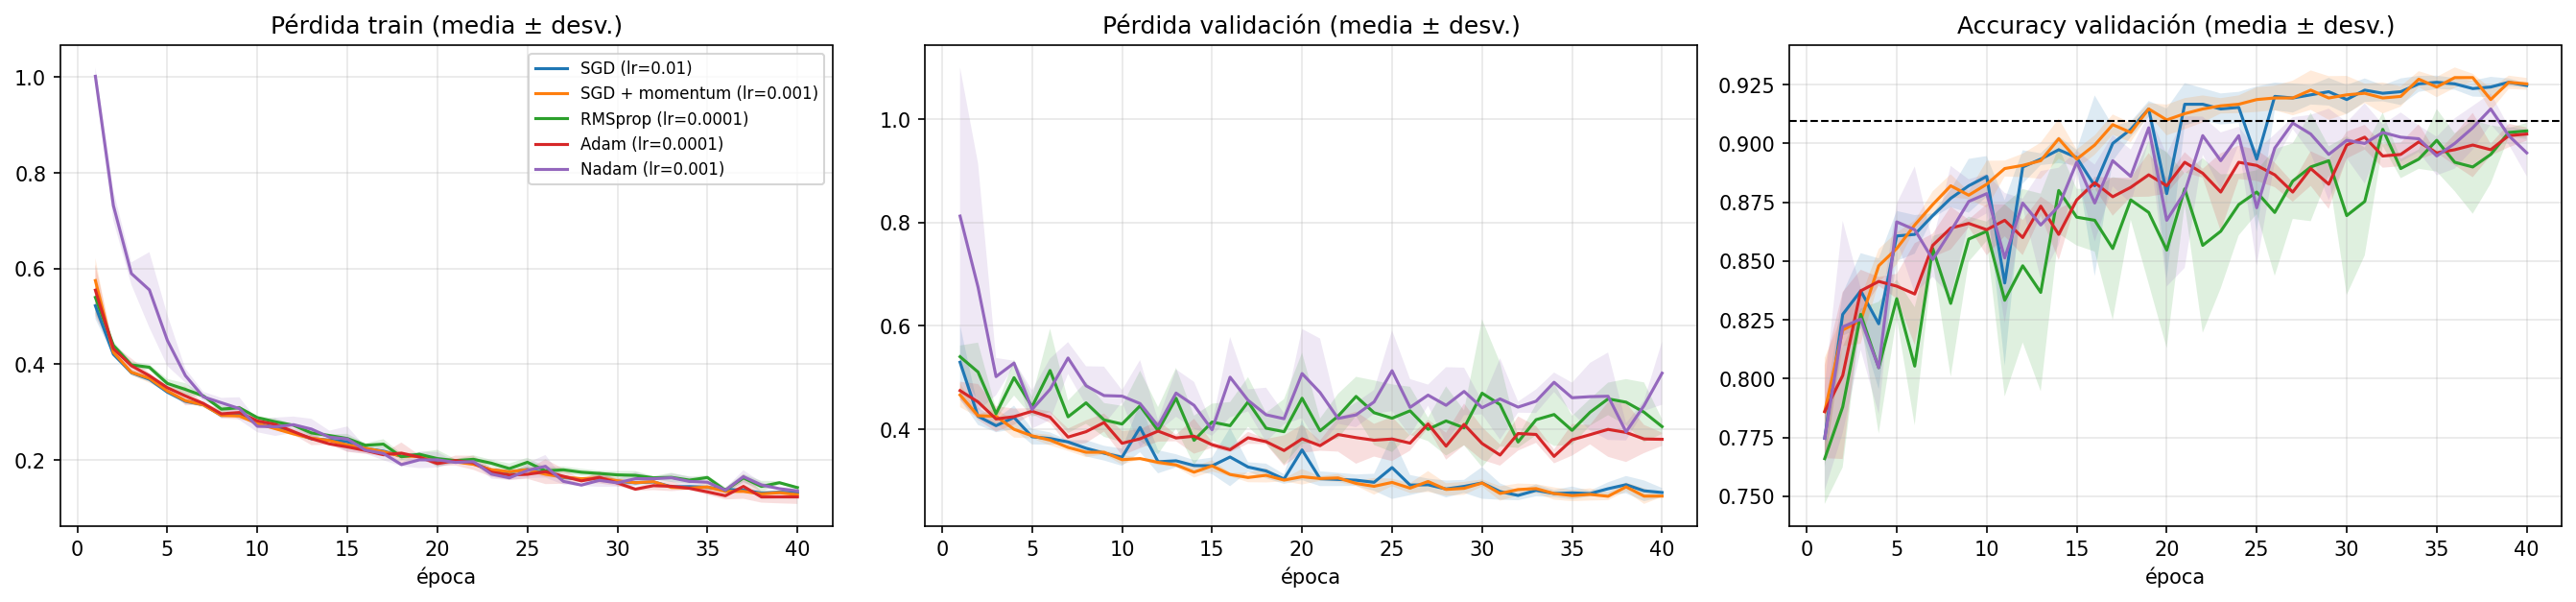 Pérdida train (media ± desv.)
1.0
0.8
0.6
0.4
0.2
0 5 10 15 20 25 30 35 40
época
SGD (lr=0.01)
SGD + momentum (lr=0.001)
RMSprop (lr=0.0001)
Adam (lr=0.0001)
Nadam (lr=0.001)
Pérdida validación (media ± desv.)
1.0
0.8
0.6
0.4
0 5 10 15 20 25 30 35 40
época
Accuracy validación (media ± desv.)
0.925
0.900
0.875
0.850
0.825
0.800
0.775
0.750
0 5 10 15 20 25 30 35 40
época